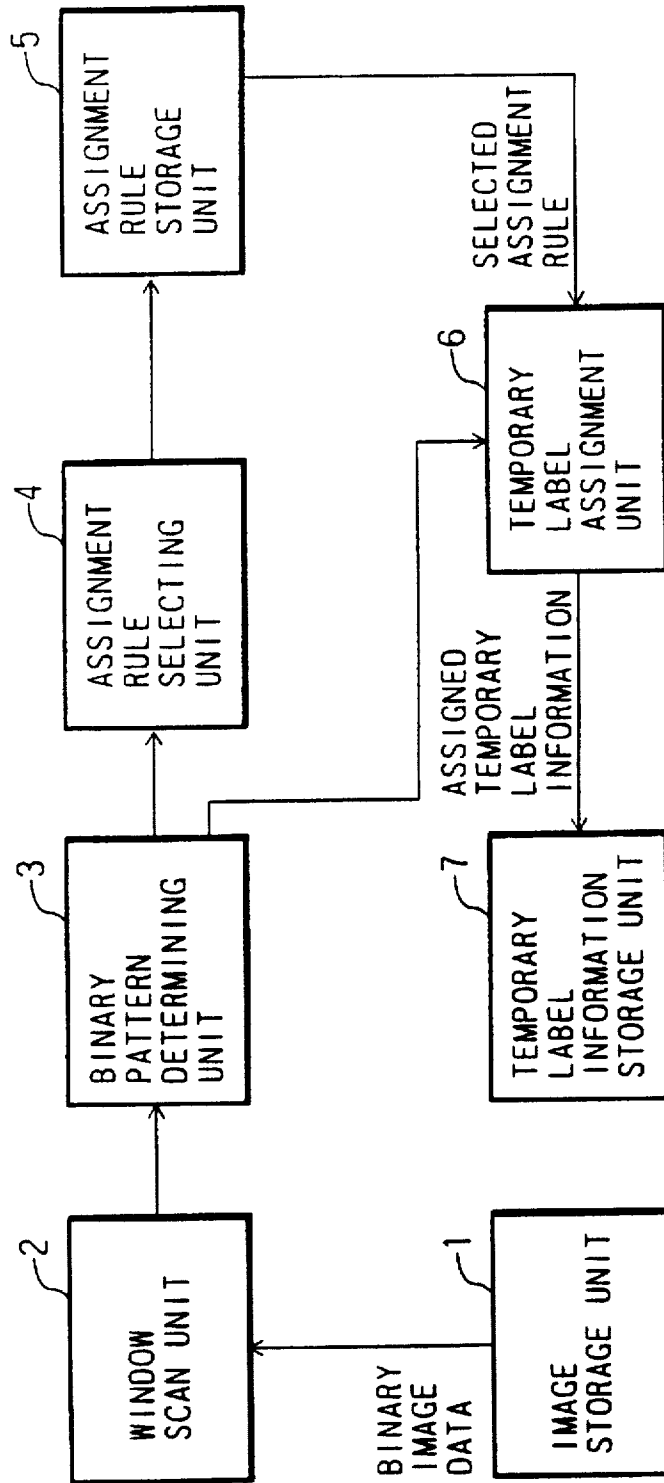 1
IMAGE
STORAGE UNIT
BINARY
IMAGE
DATA
2
WINDOW
SCAN UNIT
3
BINARY
PATTERN
DETERMINING
UNIT
4
ASSIGNMENT
RULE
SELECTING
UNIT
5
ASSIGNMENT
RULE
STORAGE
UNIT
SELECTED
ASSIGNMENT
RULE
6
TEMPORARY
LABEL
ASSIGNMENT
UNIT
ASSIGNED
TEMPORARY
LABEL
INFORMATION
7
TEMPORARY
LABEL
INFORMATION
STORAGE UNIT